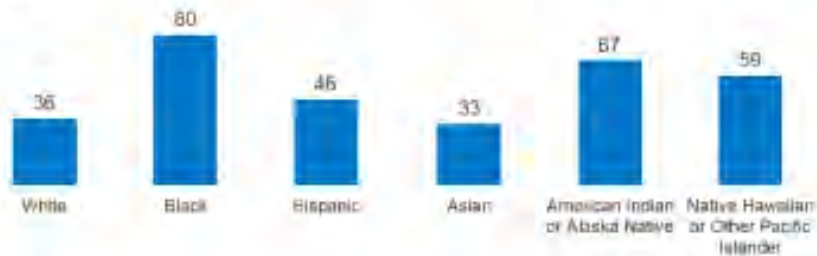 36
80
46
33
67
59
White
Black
Hispanic
Asian
American Indian
or Alaska Native
Native Hawaiian
or Other Pacific
Islander